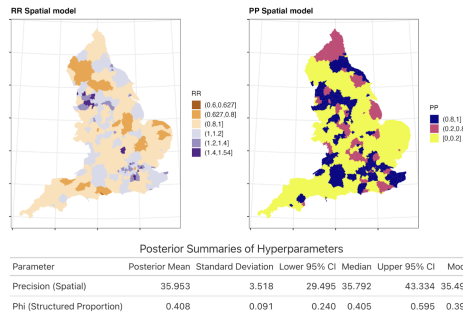 RR Spatial model
PP Spatial model
RR
(0.6,0.627]
(0.627,0.8]
(0.8,1]
(1,1.2]
(1.2,1.4]
(1.4,1.54]
PP
(0.8,1]
(0.2,0.8]
(0,0.2]
Posterior Summaries of Hyperparameters
Parameter Posterior Mean Standard Deviation Lower 95% CI Median Upper 95% CI
Precision (Spatial) 35.953 3.518 29.495 35.792 43.334 35.49
Phi (Structured Proportion) 0.408 0.091 0.240 0.405 0.595 0.39